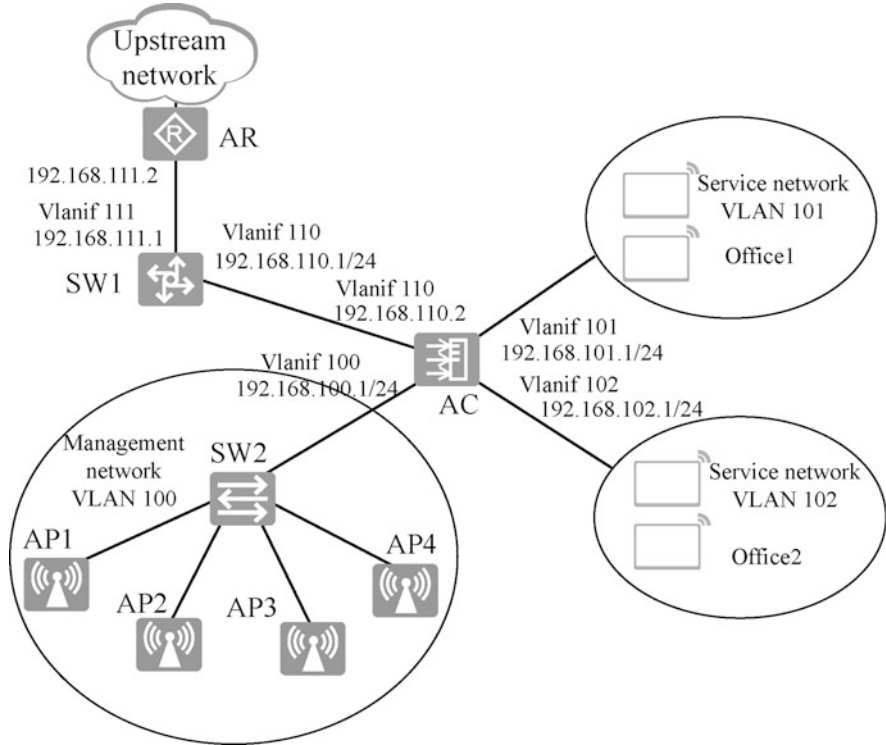 Upstream
network
R
AR
192.168.111.2
Vlanif 111
192.168.111.1
SW1
Vlanif 110
192.168.110.1/24
Vlanif 110
192.168.110.2
Service network
VLAN 101
Office1
Vlanif 101
192.168.101.1/24
Vlanif 100
192.168.100.1/24
AC
Vlanif 102
192.168.102.1/24
Management
network
VLAN 100
SW2
Service network
VLAN 102
Office2
AP1
AP2
AP3
AP4